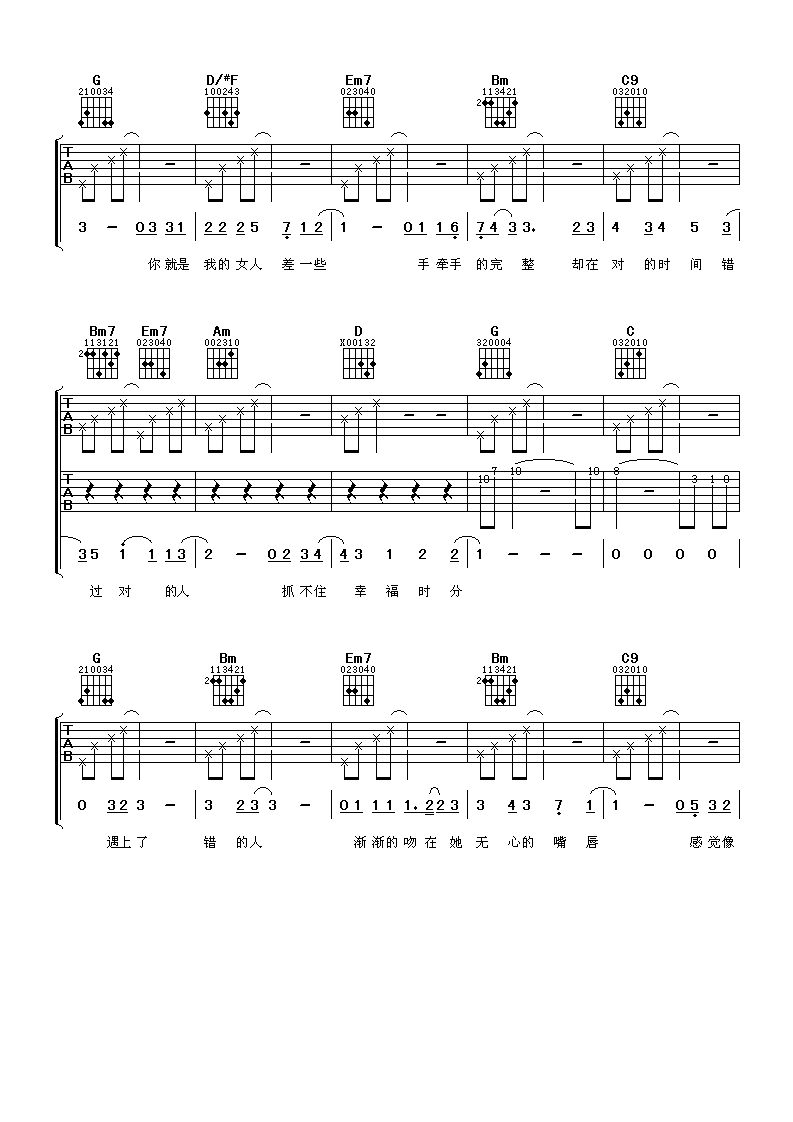 G D/#F Em7 Bm C9
210034 100243 023040 113421 032010
2
T
A
B
3 - 03 31 | 22 25 7 12 | 1 - 01 16 | 74 33. 23 | 4 34 5 3
你就是 我的女人 差一些 手牵手 的完 整 却在 对 的时 间 错
Bm7 Em7 Am D G C
113121 023040 002310 X00132 320004 032010
2
T
A
B
T
A
B
10 7 10 10 8 3 1 0
35 1 1 13 | 2 - 02 34 | 43 1 2 2 | 1 - - - | 0 0 0 0
过 对 的人 抓不住 幸 福 时 分
G Bm Em7 Bm C9
210034 113421 023040 113421 032010
2 2
T
A
B
0 32 3 - | 3 23 3 - | 01 11 1.2 23 | 3 43 7 1 | 1 - 05 32
遇上了 错 的人 渐渐的吻在她 无 心的 嘴 唇 感觉像